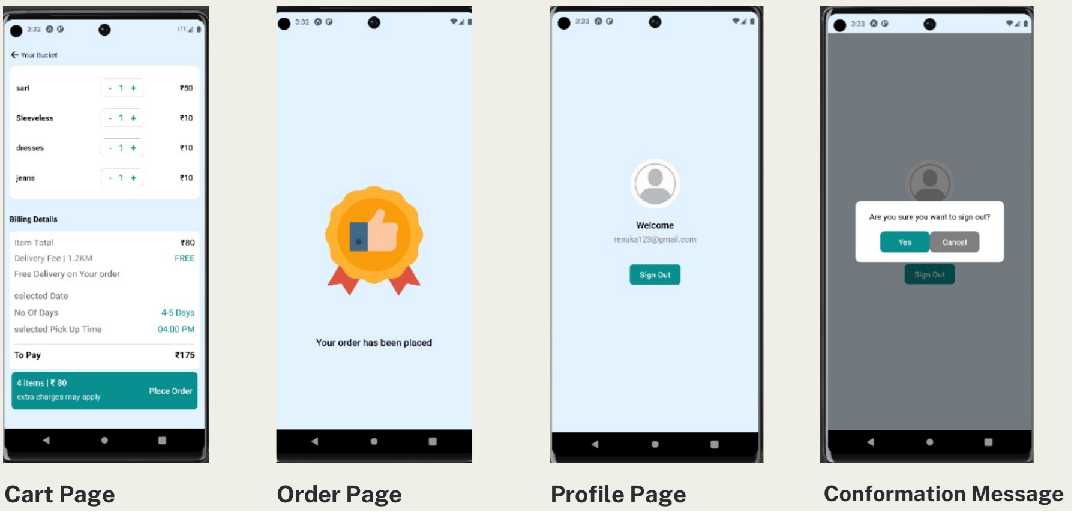 3:32
LTE
← Your Bucket
sari - 1 + ₹50
Sleeveless - 1 + ₹10
dresses - 1 + ₹10
jeans - 1 + ₹10
Billing Details
Item Total ₹80
Delivery Fee | 1.2KM FREE
Free Delivery on Your order
selected Date
No Of Days 4-5 Days
selected Pick Up Time 04:00 PM
To Pay ₹175
4 items | ₹ 80
extra charges may apply
Place Order
Cart Page
3:32
Your order has been placed
Order Page
3:33
Welcome
renuka123@gmail.com
Sign Out
Profile Page
3:33
Are you sure you want to sign out?
Yes Cancel
Sign Out
Conformation Message